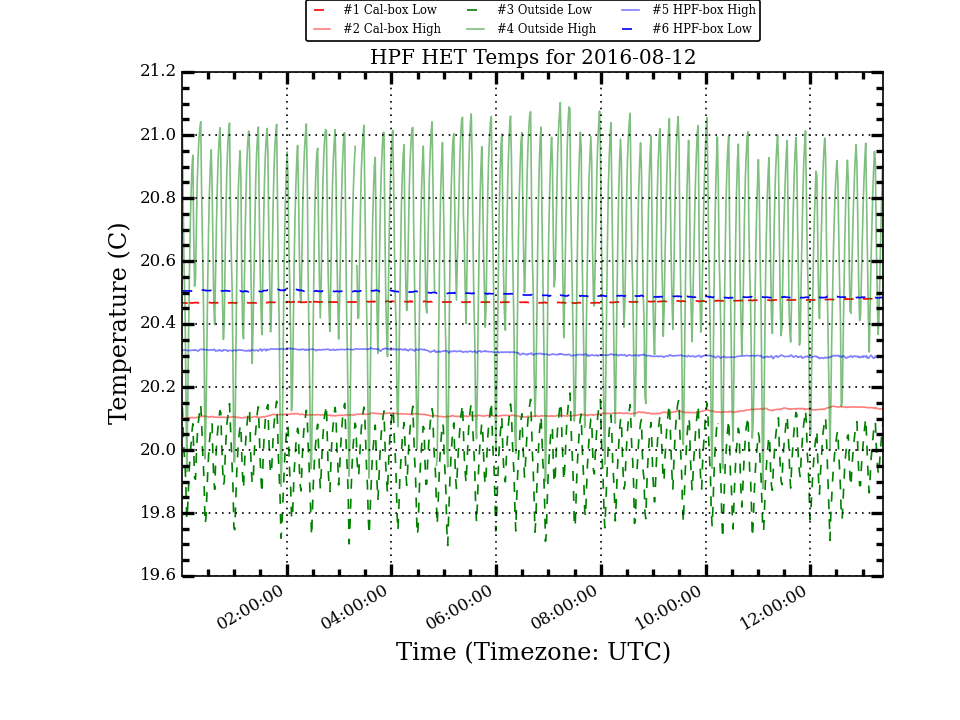 #1 Cal-box Low #3 Outside Low #5 HPF-box High
#2 Cal-box High #4 Outside High #6 HPF-box Low
HPF HET Temps for 2016-08-12
21.2
21.0
20.8
20.6
20.4
20.2
20.0
19.8
19.6
Temperature (C)
02:00:00 04:00:00 06:00:00 08:00:00 10:00:00 12:00:00
Time (Timezone: UTC)